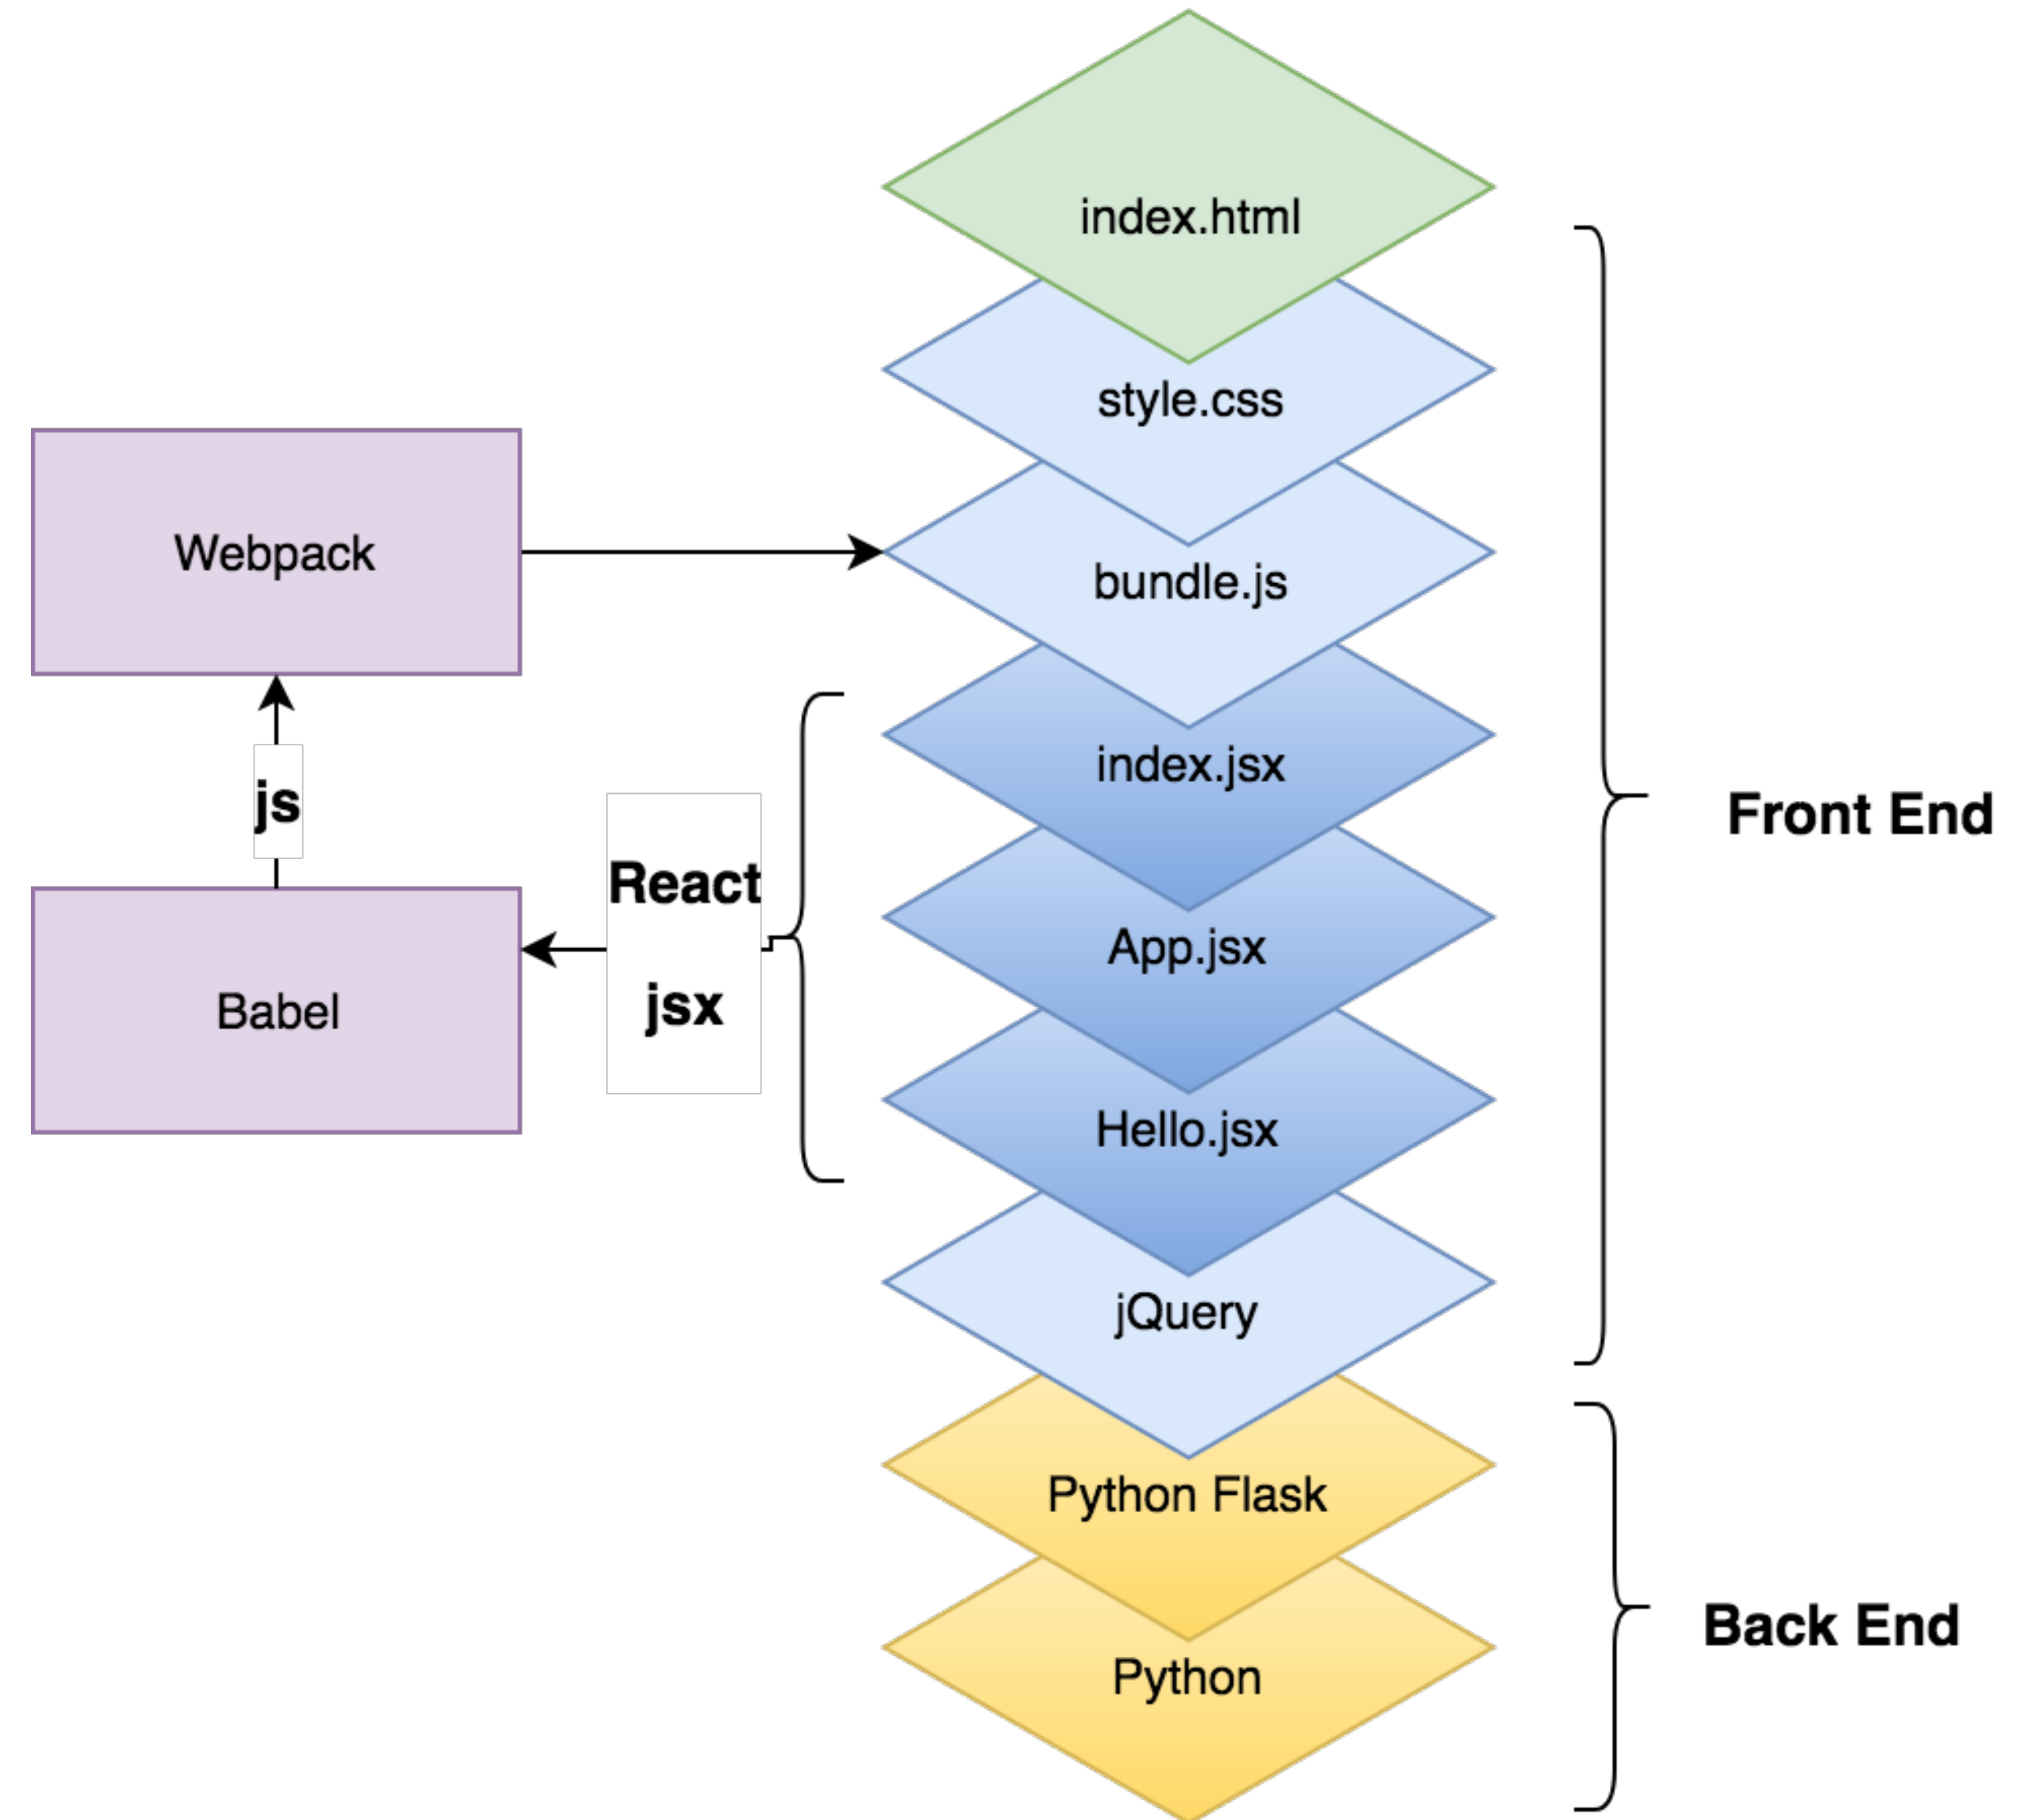 index.html
style.css
Webpack
bundle.js
index.jsx
js
Front End
React
App.jsx
jsx
Babel
Hello.jsx
jQuery
Python Flask
Back End
Python